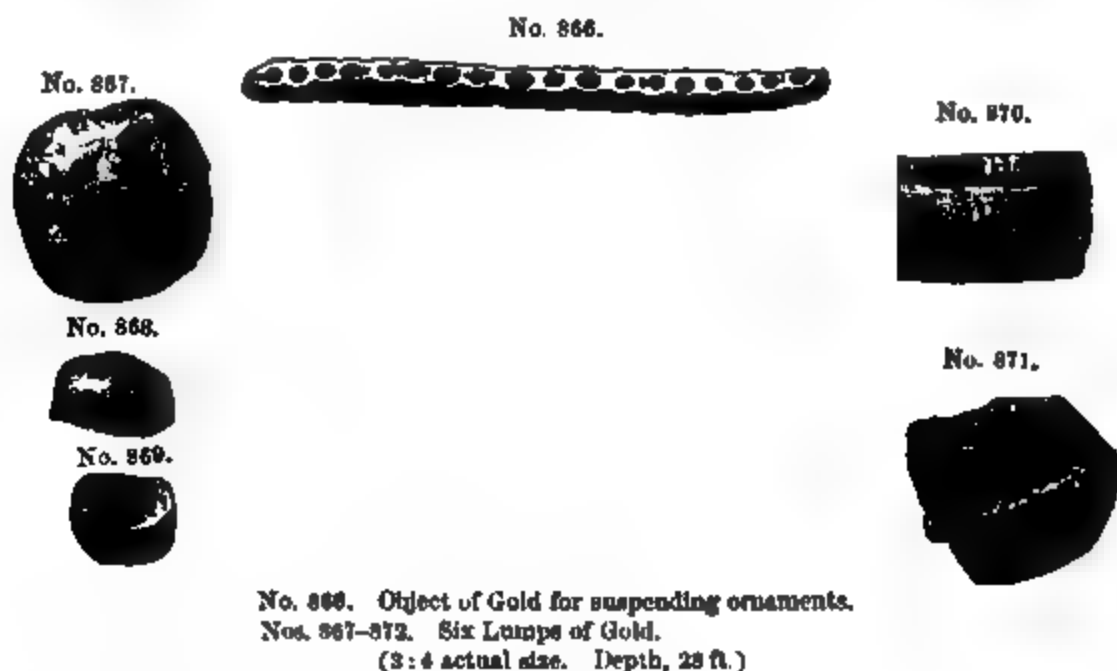 No. 866.
No. 867.
No. 870.
No. 868.
No. 871.
No. 869.
No. 866. Object of Gold for suspending ornaments.
Nos. 867-872. Six Lumps of Gold.
(3:4 actual size. Depth, 28 ft.)